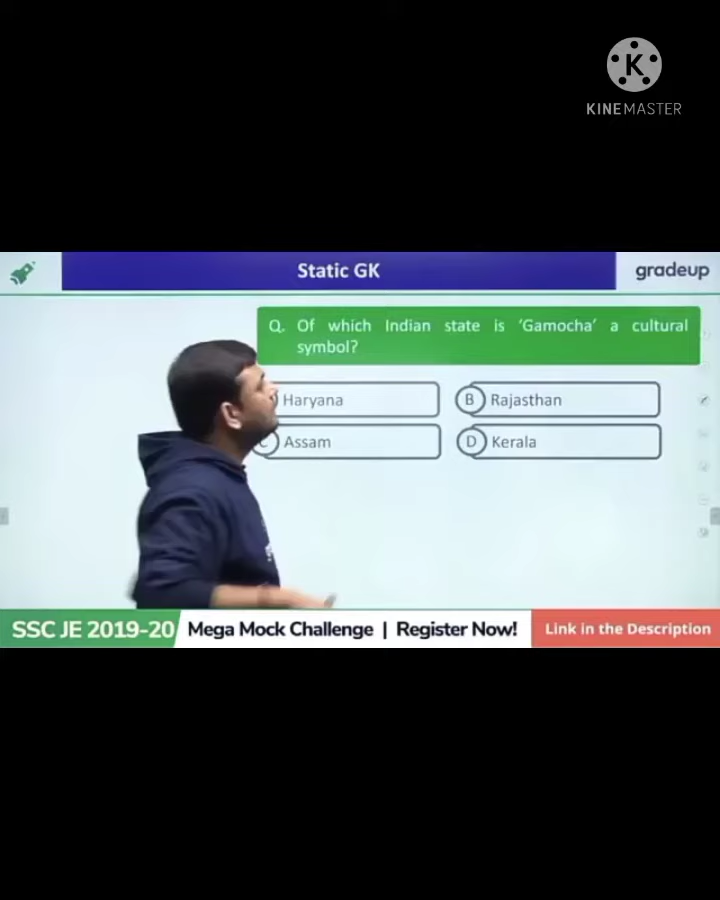 K
KINEMASTER
Static GK
gradeup
Q. Of which Indian state is ‘Gamocha’ a cultural
symbol?
Haryana
B Rajasthan
C Assam
D Kerala
SSC JE 2019-20 Mega Mock Challenge | Register Now! Link in the Description